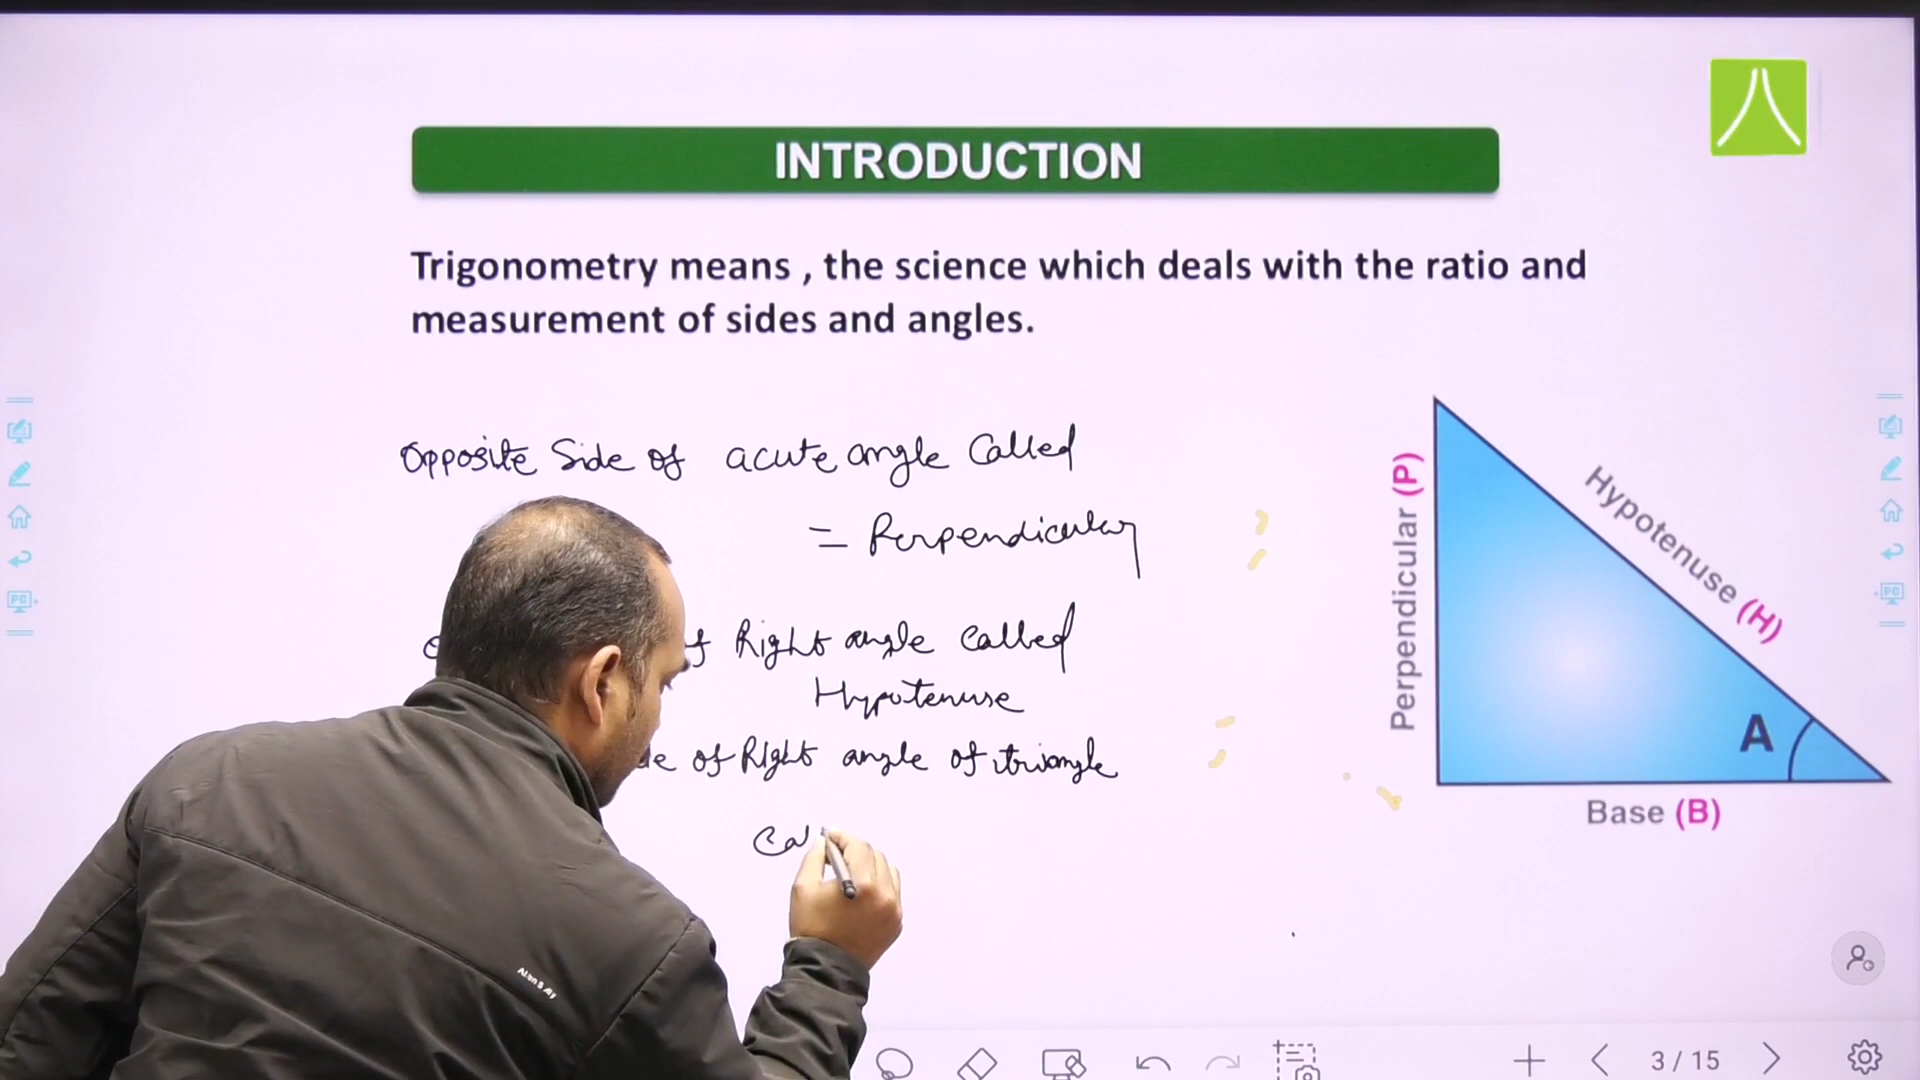 INTRODUCTION
Trigonometry means , the science which deals with the ratio and
measurement of sides and angles.
Opposite Side of acute angle Called
= Perpendicular
Right angle Called
Hypotenuse
of Right angle of triangle
Perpendicular (P)
Hypotenuse (H)
A
Base (B)
3 / 15